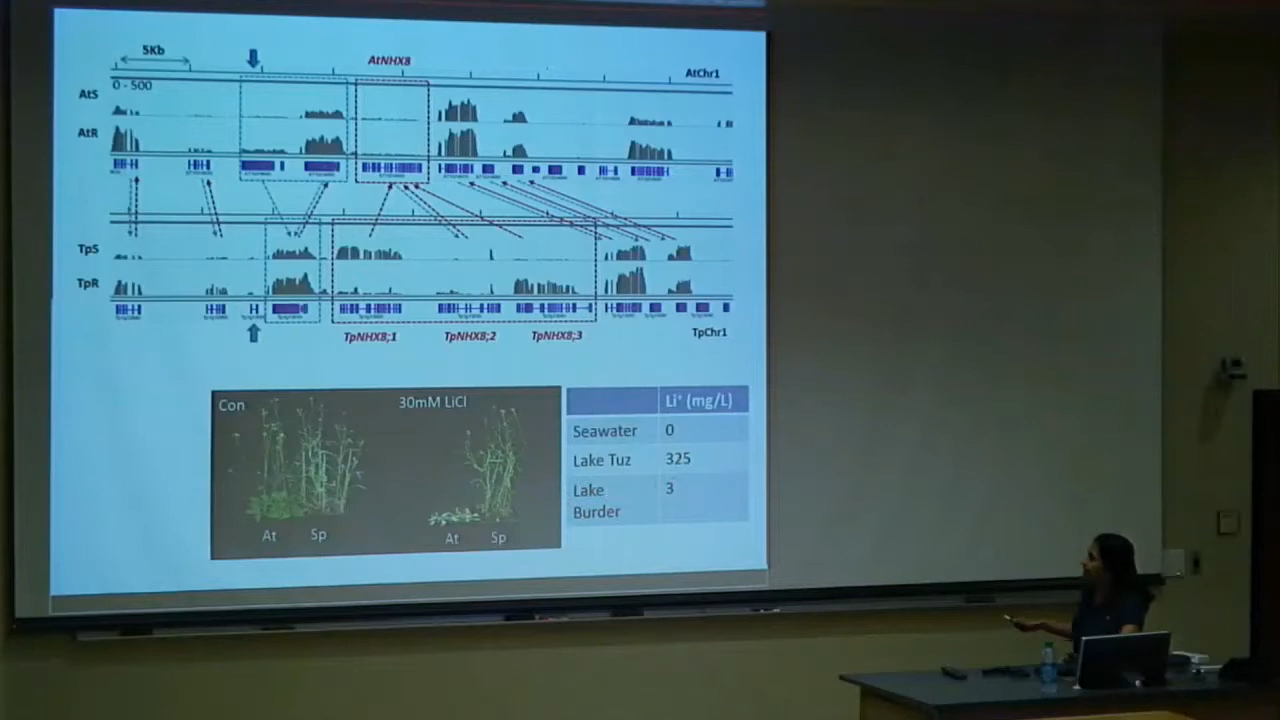 5Kb
AtNHX8
AtChr1
0 - 500
AtS
AtR
TpS
TpR
TpNHX8;1
TpNHX8;2
TpNHX8;3
TpChr1
Con
30mM LiCl
At
Sp
At
Sp
Li⁺ (mg/L)
Seawater 0
Lake Tuz 325
Lake 3
Burder